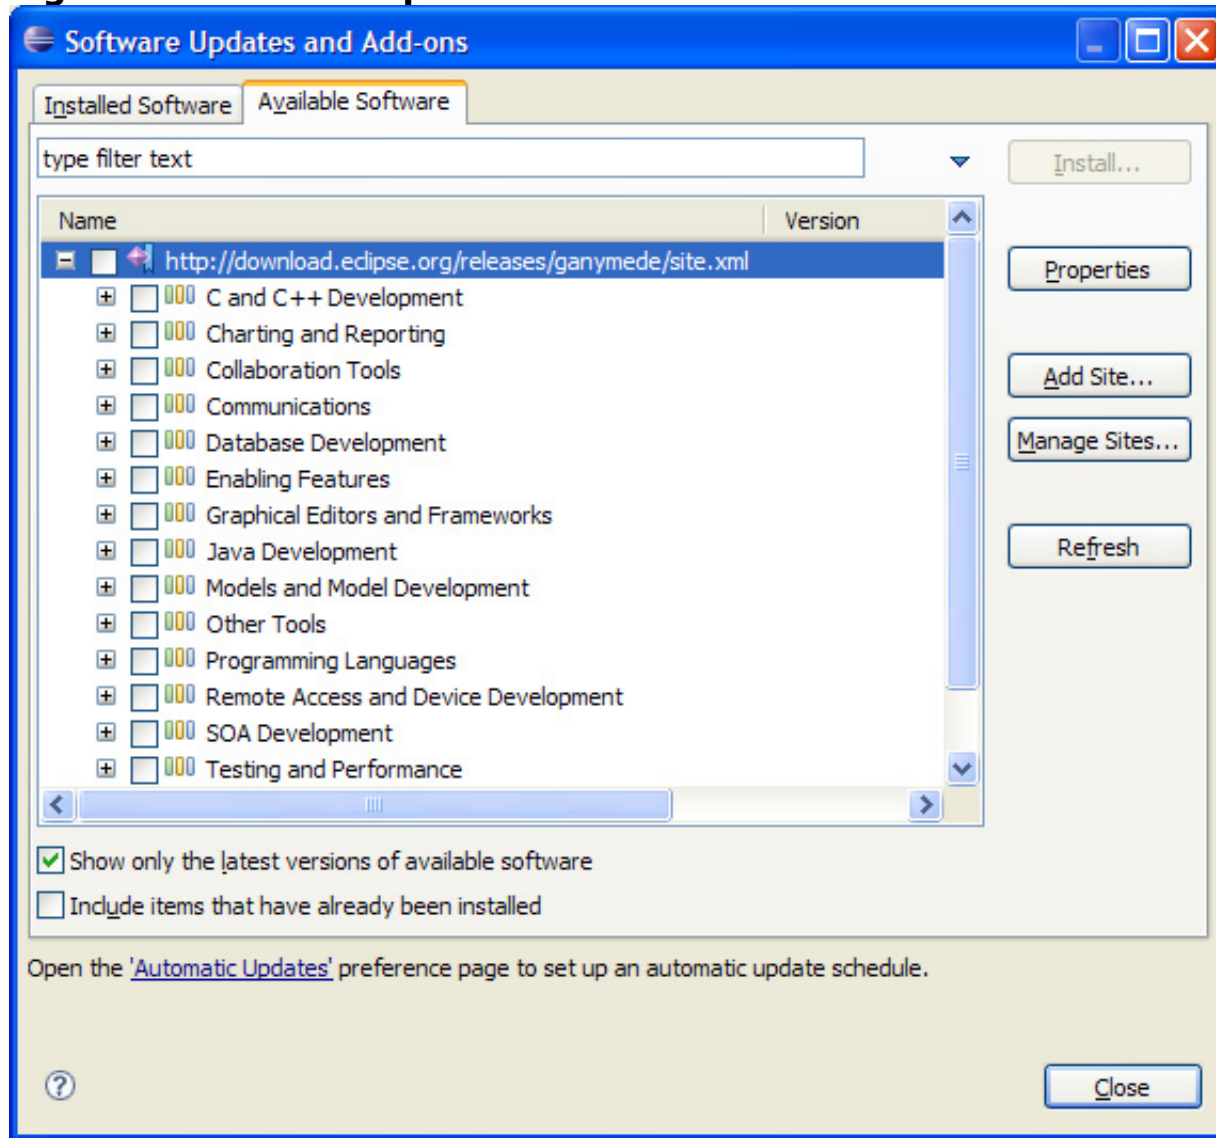 Software Updates and Add-ons
Installed Software Available Software
type filter text Install...
Name Version
http://download.eclipse.org/releases/ganymede/site.xml
Properties
C and C++ Development
Charting and Reporting
Collaboration Tools
Add Site...
Communications
Database Development
Manage Sites...
Enabling Features
Graphical Editors and Frameworks
Java Development
Refresh
Models and Model Development
Other Tools
Programming Languages
Remote Access and Device Development
SOA Development
Testing and Performance
Show only the latest versions of available software
Include items that have already been installed
Open the 'Automatic Updates' preference page to set up an automatic update schedule.
Close